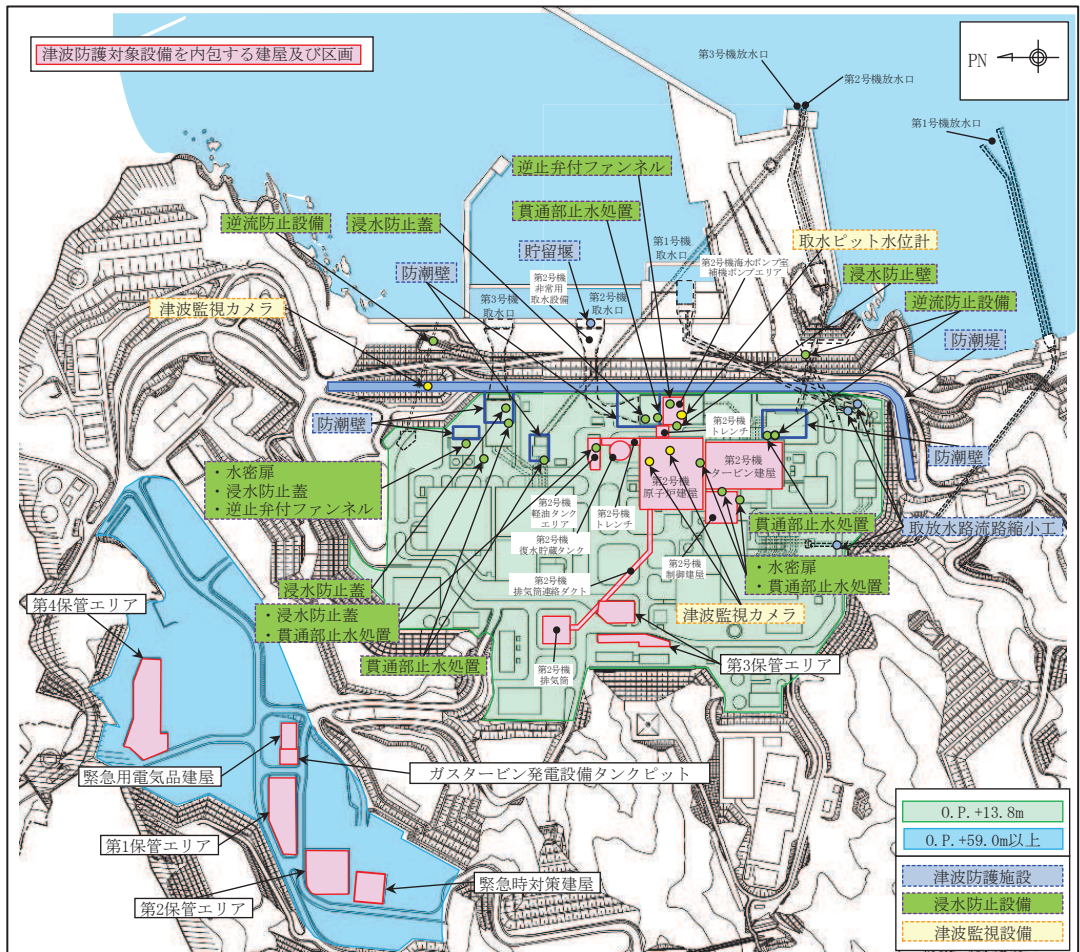 津波防護対象設備を内包する建屋及び区画
PN
第3号機放水口
第2号機放水口
第1号機放水口
逆止弁付ファンネル
貫通部止水処置
逆流防止設備
浸水防止蓋
貯留堰
第1号機
取水口
第2号機海水ポンプ室
補機ポンプエリア
取水ピット水位計
浸水防止壁
逆流防止設備
防潮堤
防潮壁
第2号機
非常用
取水設備
第3号機
取水口
第2号機
取水口
津波監視カメラ
防潮壁
・水密扉
・浸水防止蓋
・逆止弁付ファンネル
第2号機
トレンチ
第2号機
タービン建屋
第2号機
原子炉建屋
防潮壁
第2号機
軽油タンク
エリア
第2号機
トレンチ
第2号機
復水貯蔵タンク
貫通部止水処置
取放水路流路縮小工
第2号機
制御建屋
・水密扉
・貫通部止水処置
第2号機
排気筒連絡ダクト
浸水防止蓋
・浸水防止蓋
・貫通部止水処置
津波監視カメラ
第4保管エリア
貫通部止水処置
第2号機
排気筒
第3保管エリア
緊急用電気品建屋
ガスタービン発電設備タンクピット
第1保管エリア
第2保管エリア
緊急時対策建屋
O.P.+13.8m
O.P.+59.0m以上
津波防護施設
浸水防止設備
津波監視設備